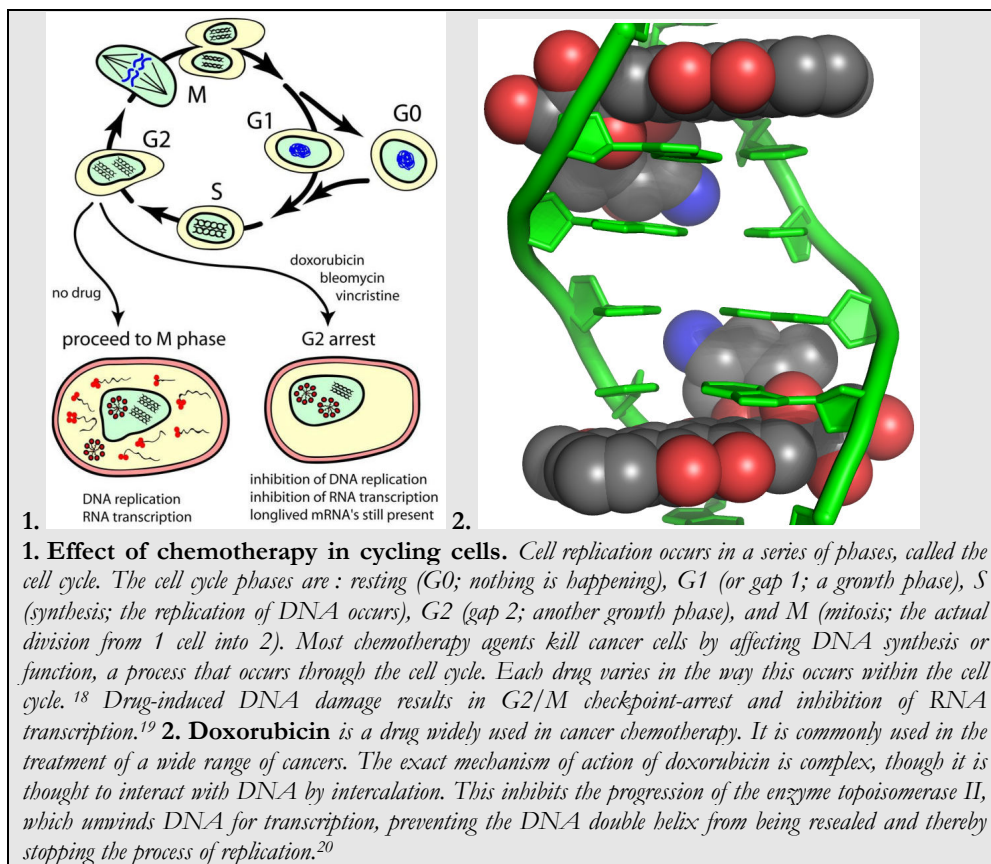 M
G2
G1
G0
S
no drug
doxorubicin
bleomycin
vincristine
proceed to M phase
G2 arrest
DNA replication
RNA transcription
inhibition of DNA replication
inhibition of RNA transcription
longlived mRNA's still present
1.
2.
1. Effect of chemotherapy in cycling cells. Cell replication occurs in a series of phases, called the
cell cycle. The cell cycle phases are : resting (G0; nothing is happening), G1 (or gap 1; a growth phase), S
(synthesis; the replication of DNA occurs), G2 (gap 2; another growth phase), and M (mitosis; the actual
division from 1 cell into 2). Most chemotherapy agents kill cancer cells by affecting DNA synthesis or
function, a process that occurs through the cell cycle. Each drug varies in the way this occurs within the cell
cycle. 18 Drug-induced DNA damage results in G2/M checkpoint-arrest and inhibition of RNA
transcription.19 2. Doxorubicin is a drug widely used in cancer chemotherapy. It is commonly used in the
treatment of a wide range of cancers. The exact mechanism of action of doxorubicin is complex, though it is
thought to interact with DNA by intercalation. This inhibits the progression of the enzyme topoisomerase II,
which unwinds DNA for transcription, preventing the DNA double helix from being resealed and thereby
stopping the process of replication.20